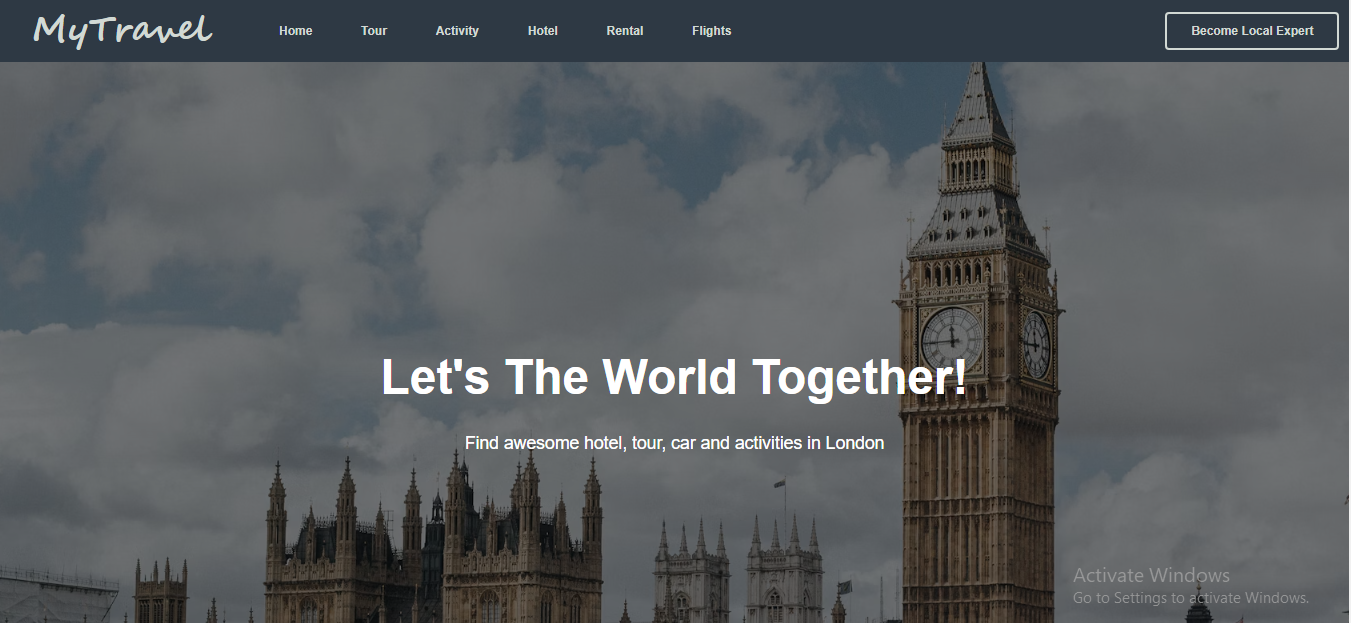 MyTravel
Home Tour Activity Hotel Rental Flights
Become Local Expert
Let's The World Together!
Find awesome hotel, tour, car and activities in London
Activate Windows
Go to Settings to activate Windows.